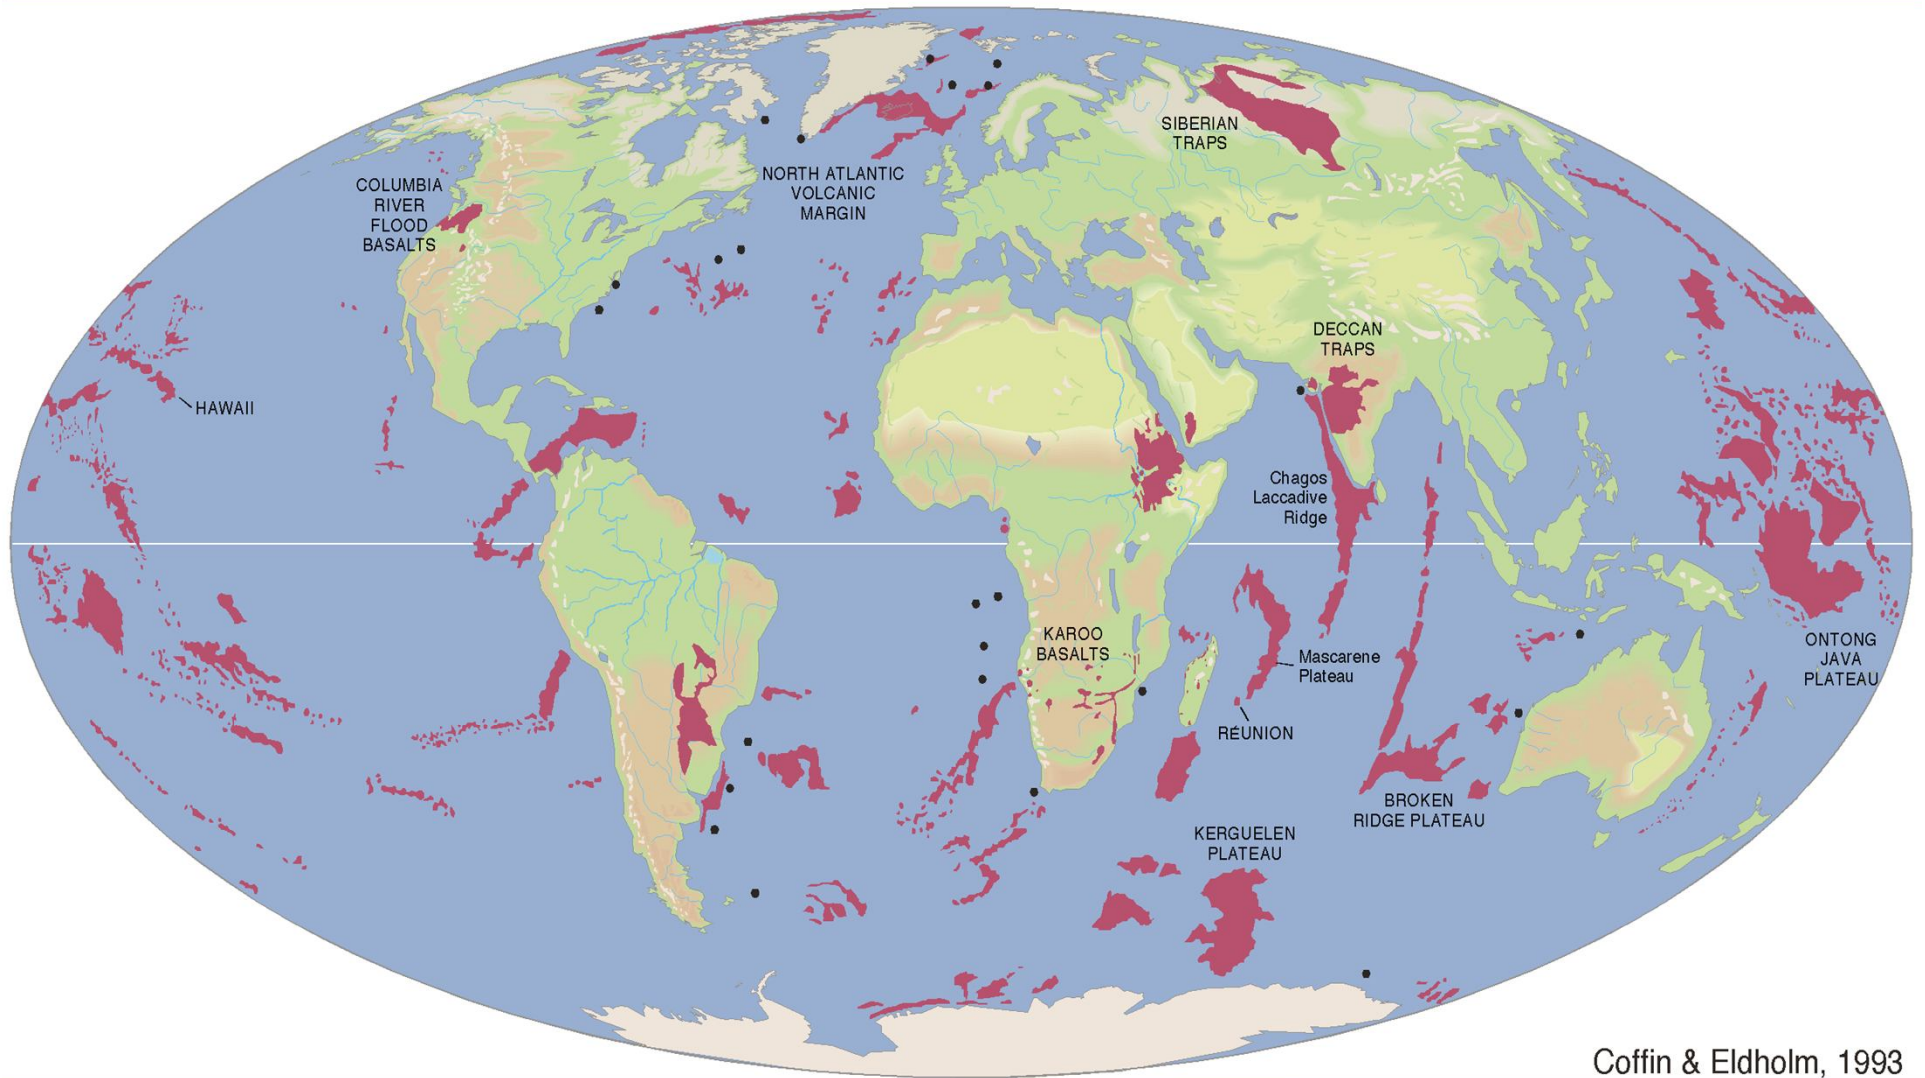 SIBERIAN
TRAPS
NORTH ATLANTIC
VOLCANIC
MARGIN
COLUMBIA
RIVER
FLOOD
BASALTS
DECCAN
TRAPS
HAWAII
Chagos
Laccadive
Ridge
KAROO
BASALTS
Mascarene
Plateau
ONTONG
JAVA
PLATEAU
RÉUNION
BROKEN
RIDGE PLATEAU
KERGUELEN
PLATEAU
Coffin & Eldholm, 1993